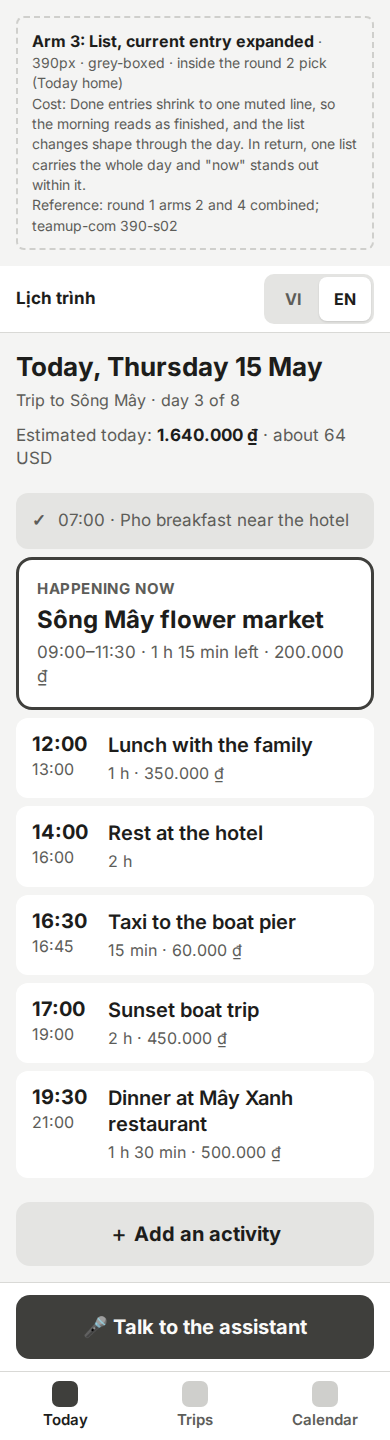 Arm 3: List, current entry expanded ·
390px · grey-boxed · inside the round 2 pick
(Today home)
Cost: Done entries shrink to one muted line, so
the morning reads as finished, and the list
changes shape through the day. In return, one list
carries the whole day and "now" stands out
within it.
Reference: round 1 arms 2 and 4 combined;
teamup-com 390-s02
Lịch trình
VI
EN
Today, Thursday 15 May
Trip to Sông Mây · day 3 of 8
Estimated today: 1.640.000 ₫ · about 64
USD
✓ 07:00 · Pho breakfast near the hotel
HAPPENING NOW
Sông Mây flower market
09:00–11:30 · 1 h 15 min left · 200.000
₫
12:00 Lunch with the family
13:00 1 h · 350.000 ₫
14:00 Rest at the hotel
16:00 2 h
16:30 Taxi to the boat pier
16:45 15 min · 60.000 ₫
17:00 Sunset boat trip
19:00 2 h · 450.000 ₫
19:30 Dinner at Mây Xanh
21:00 restaurant
1 h 30 min · 500.000 ₫
+ Add an activity
🎤 Talk to the assistant
Today
Trips
Calendar